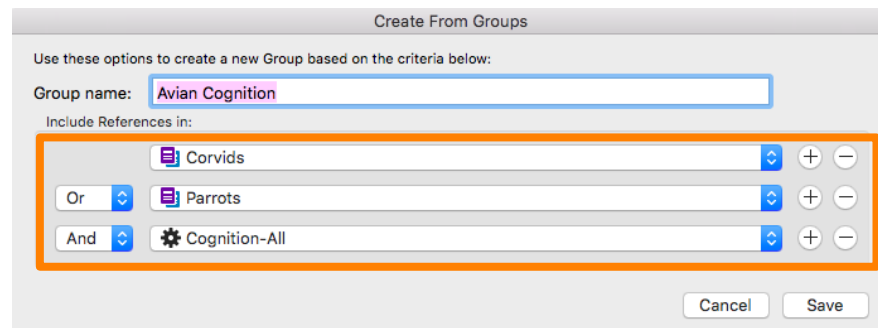 Create From Groups
Use these options to create a new Group based on the criteria below:
Group name: Avian Cognition
Include References in:
Corvids
Or Parrots
And Cognition-All
Cancel Save